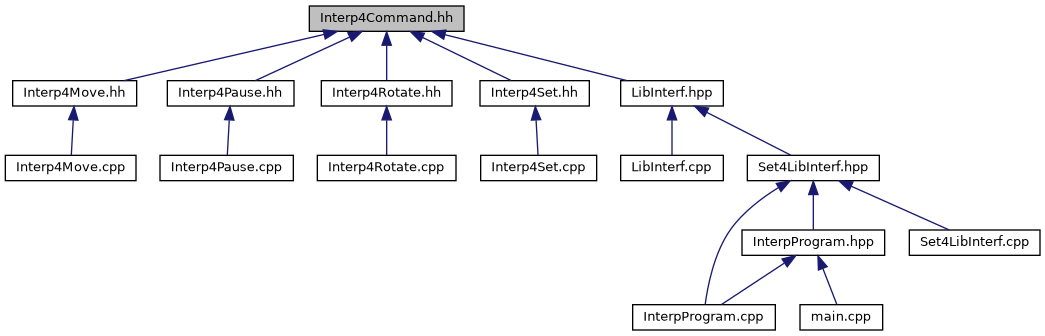 Interp4Command.hh
Interp4Move.hh
Interp4Pause.hh
Interp4Rotate.hh
Interp4Set.hh
LibInterf.hpp
Interp4Move.cpp
Interp4Pause.cpp
Interp4Rotate.cpp
Interp4Set.cpp
LibInterf.cpp
Set4LibInterf.hpp
InterpProgram.hpp
Set4LibInterf.cpp
InterpProgram.cpp
main.cpp